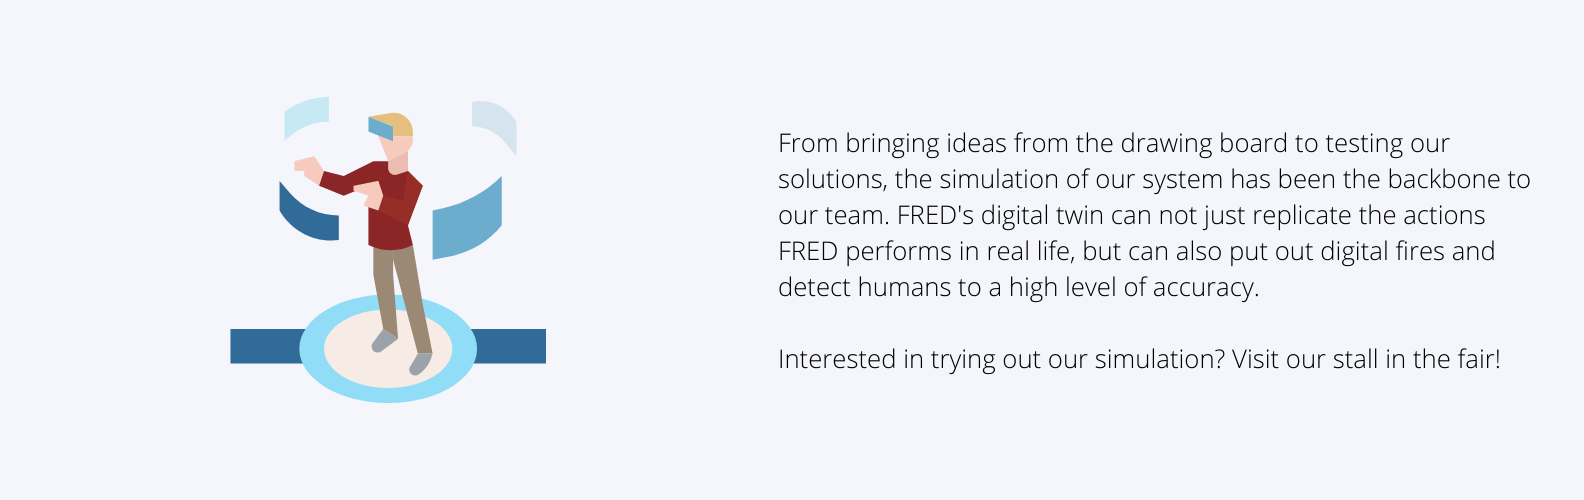 From bringing ideas from the drawing board to testing our
solutions, the simulation of our system has been the backbone to
our team. FRED's digital twin can not just replicate the actions
FRED performs in real life, but can also put out digital fires and
detect humans to a high level of accuracy.
Interested in trying out our simulation? Visit our stall in the fair!